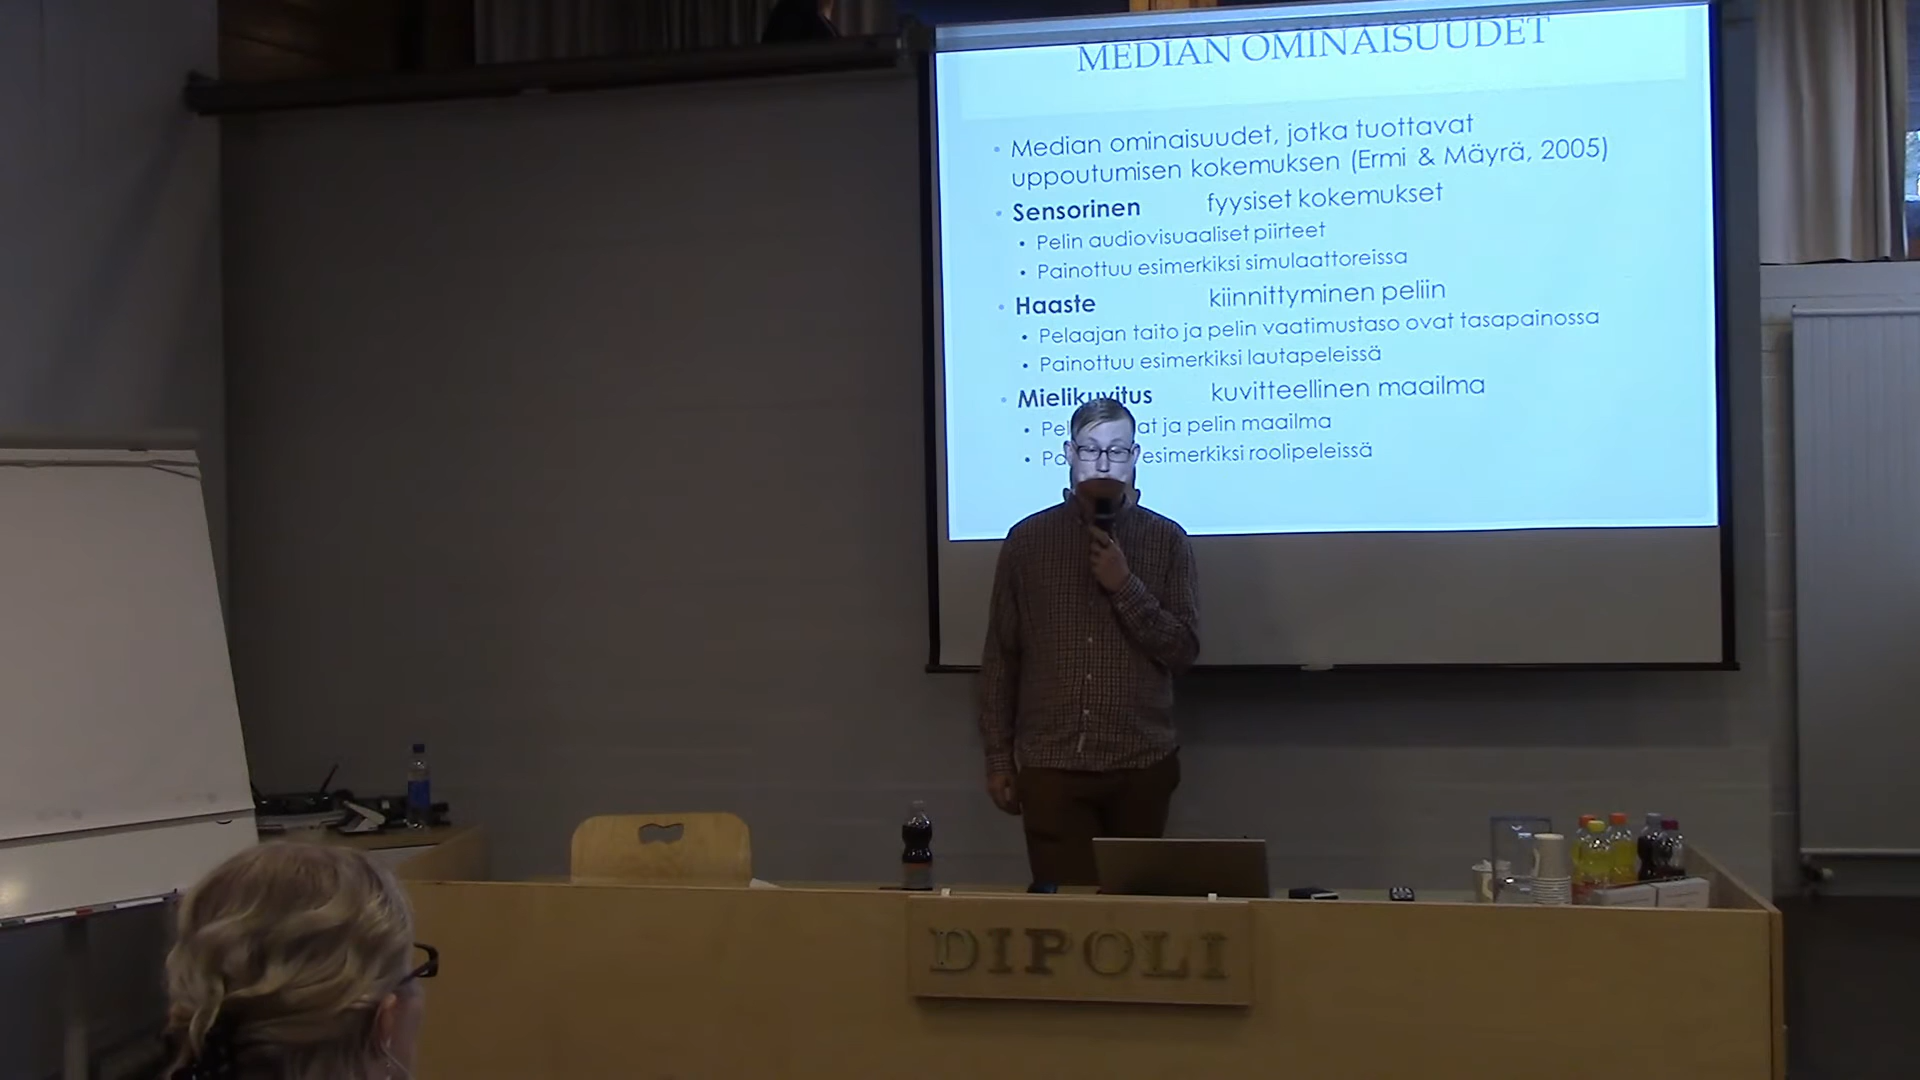 MEDIAN OMINAISUUDET
Median ominaisuudet, jotka tuottavat
uppoutumisen kokemuksen (Ermi & Mäyrä, 2005)
Sensorinen fyysiset kokemukset
Pelin audiovisuaaliset piirteet
Painottuu esimerkiksi simulaattoreissa
Haaste kiinnittyminen peliin
Pelaajan taito ja pelin vaatimustaso ovat tasapainossa
Painottuu esimerkiksi lautapeleissä
Mielikuvitus kuvitteellinen maailma
ja pelin maailma
esimerkiksi roolipeleissä
DIPOLI